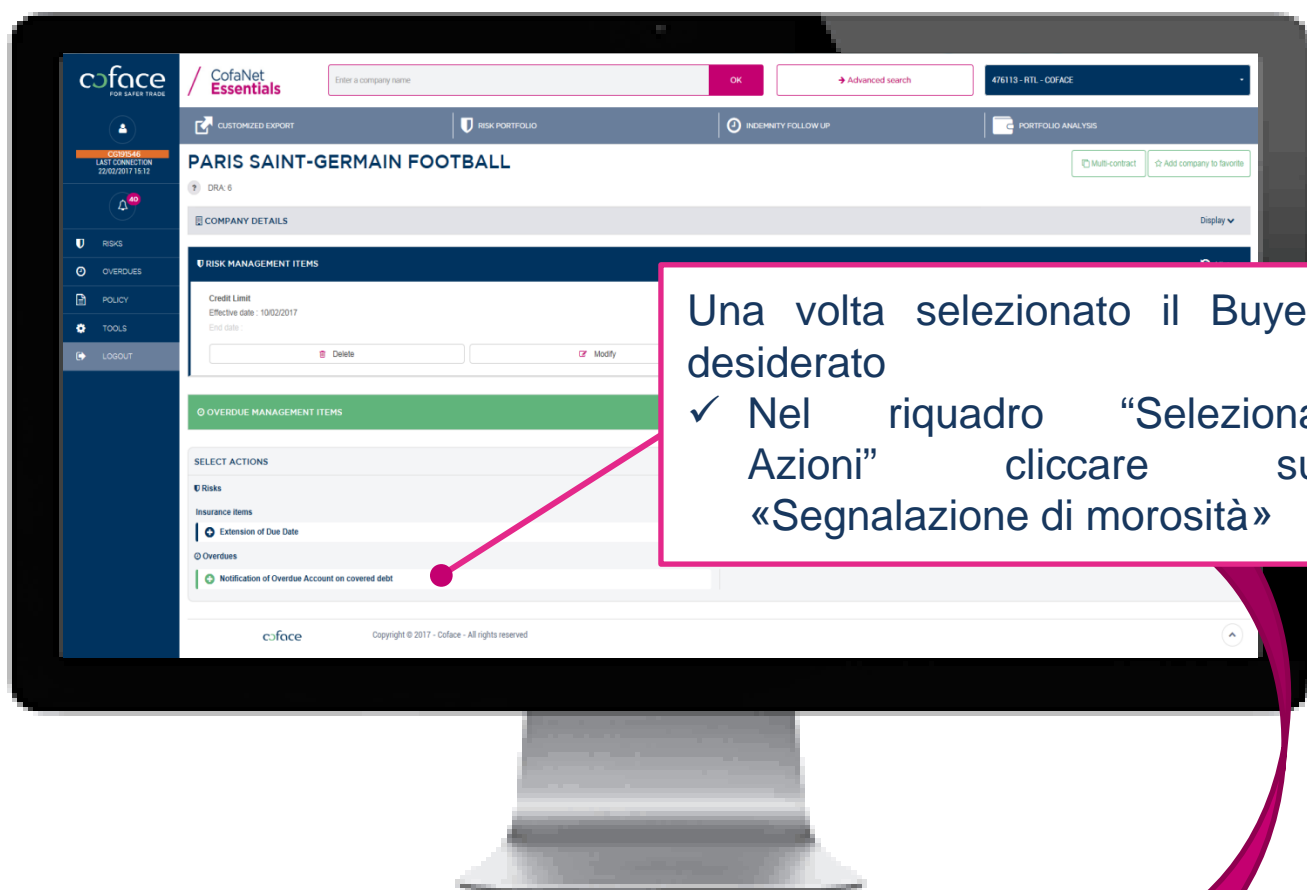 coface
FOR SAFER TRADE
CofaNet
Essentials
Enter a company name
OK
→ Advanced search
476113 - RTL - COFACE
CUSTOMIZED EXPORT
RISK PORTFOLIO
INDEMNITY FOLLOW UP
PORTFOLIO ANALYSIS
CG191546
LAST CONNECTION
22/02/2017 15:12
40
RISKS
OVERDUES
POLICY
TOOLS
LOGOUT
PARIS SAINT-GERMAIN FOOTBALL
Multi-contract
Add company to favorite
? DRA: 6
COMPANY DETAILS
Display
RISK MANAGEMENT ITEMS
Credit Limit
Effective date : 10/02/2017
End date :
Delete
Modify
OVERDUE MANAGEMENT ITEMS
SELECT ACTIONS
Risks
Insurance items
Extension of Due Date
Overdues
Notification of Overdue Account on covered debt
coface
Copyright © 2017 - Coface - All rights reserved
Una volta selezionato il Buye
desiderato
✓ Nel riquadro “Seleziona
Azioni” cliccare su
«Segnalazione di morosità»